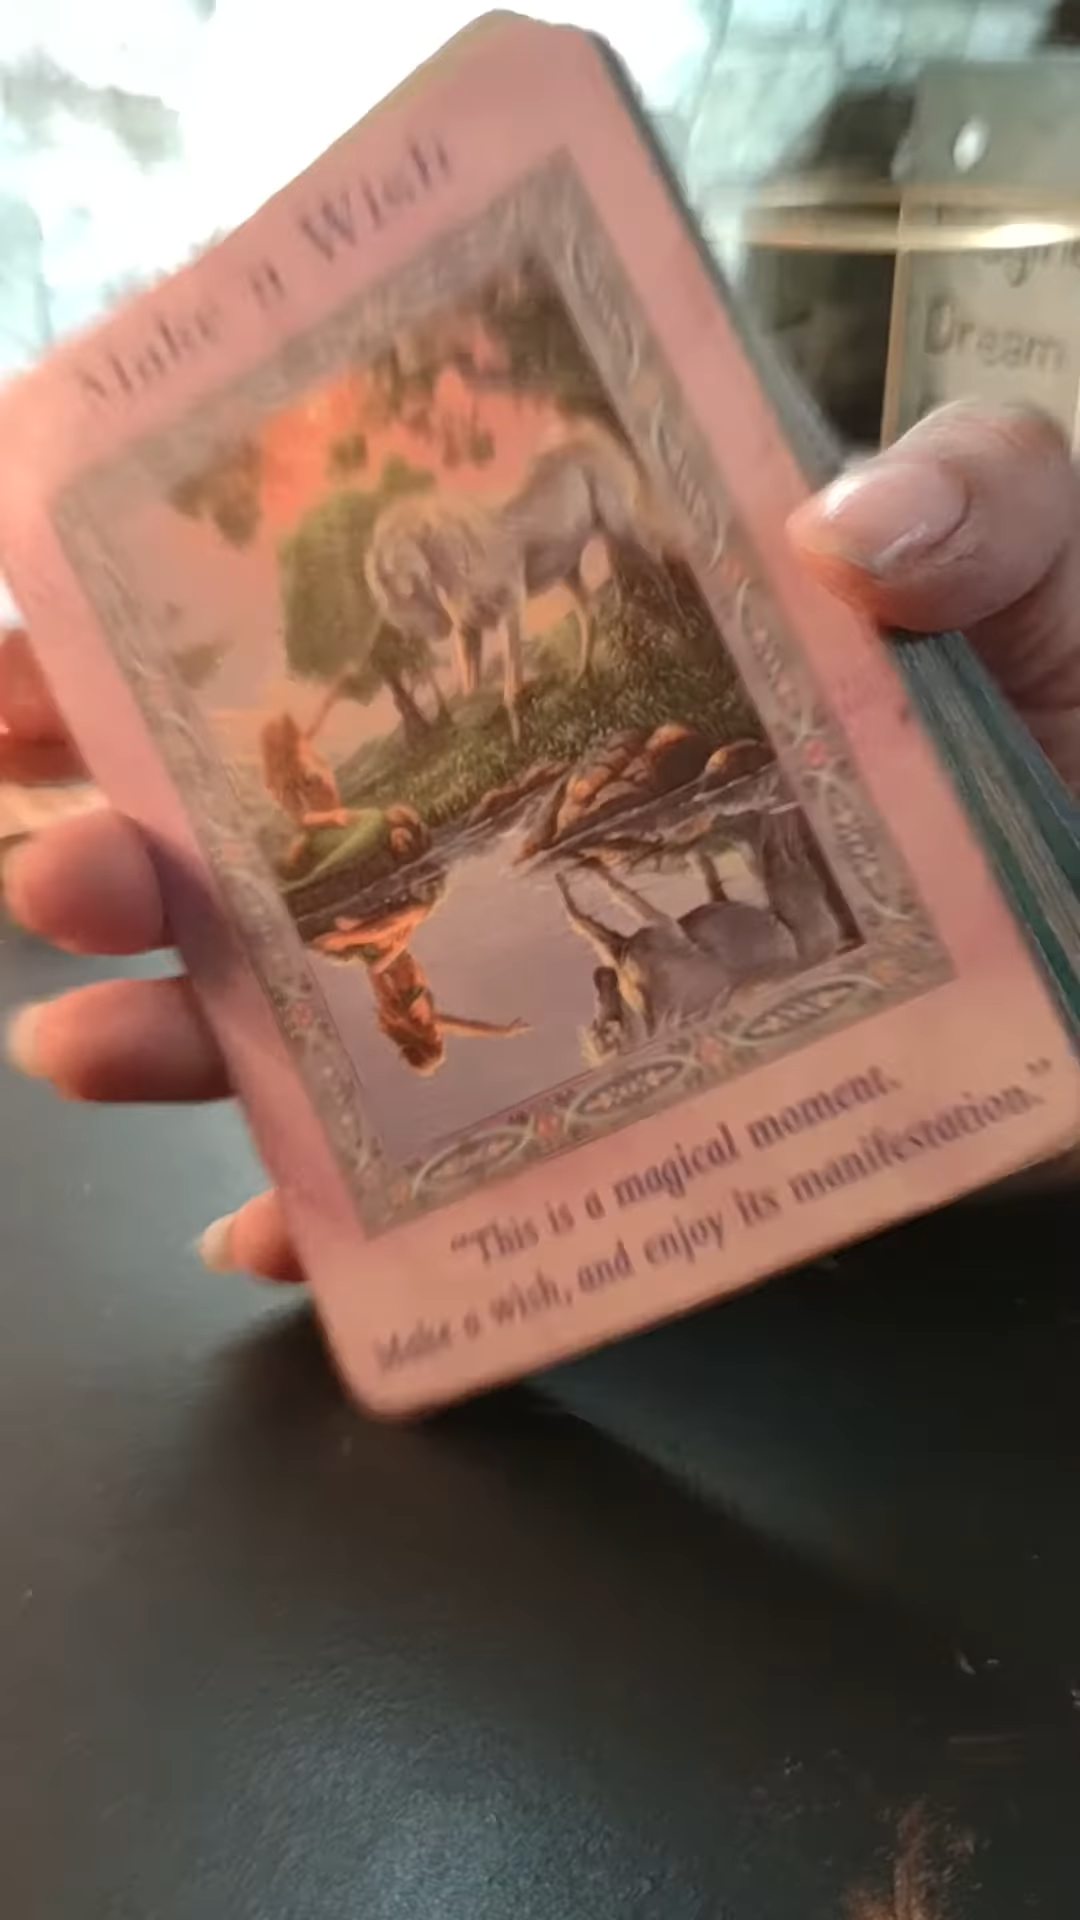 Make a Wish
Dream
"This is a magical moment.
Make a wish, and enjoy its manifestation."